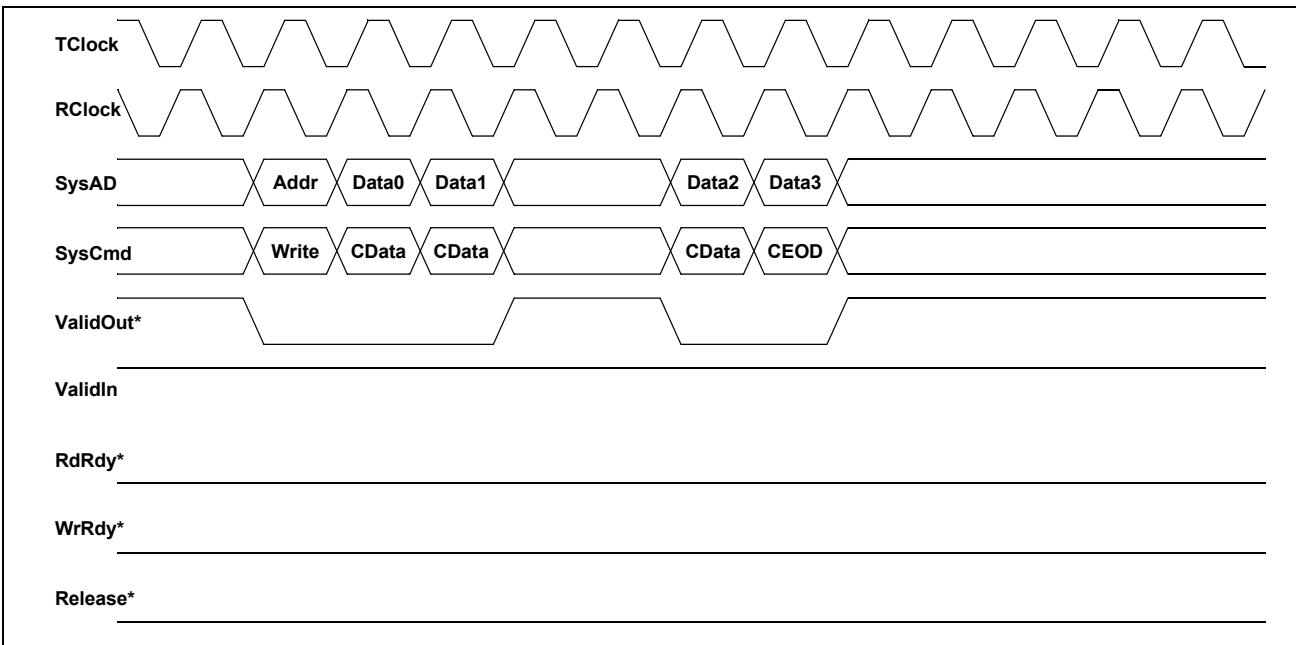 TClock
RClock
SysAD Addr Data0 Data1 Data2 Data3
SysCmd Write CData CData CData CEOD
ValidOut*
ValidIn
RdRdy*
WrRdy*
Release*